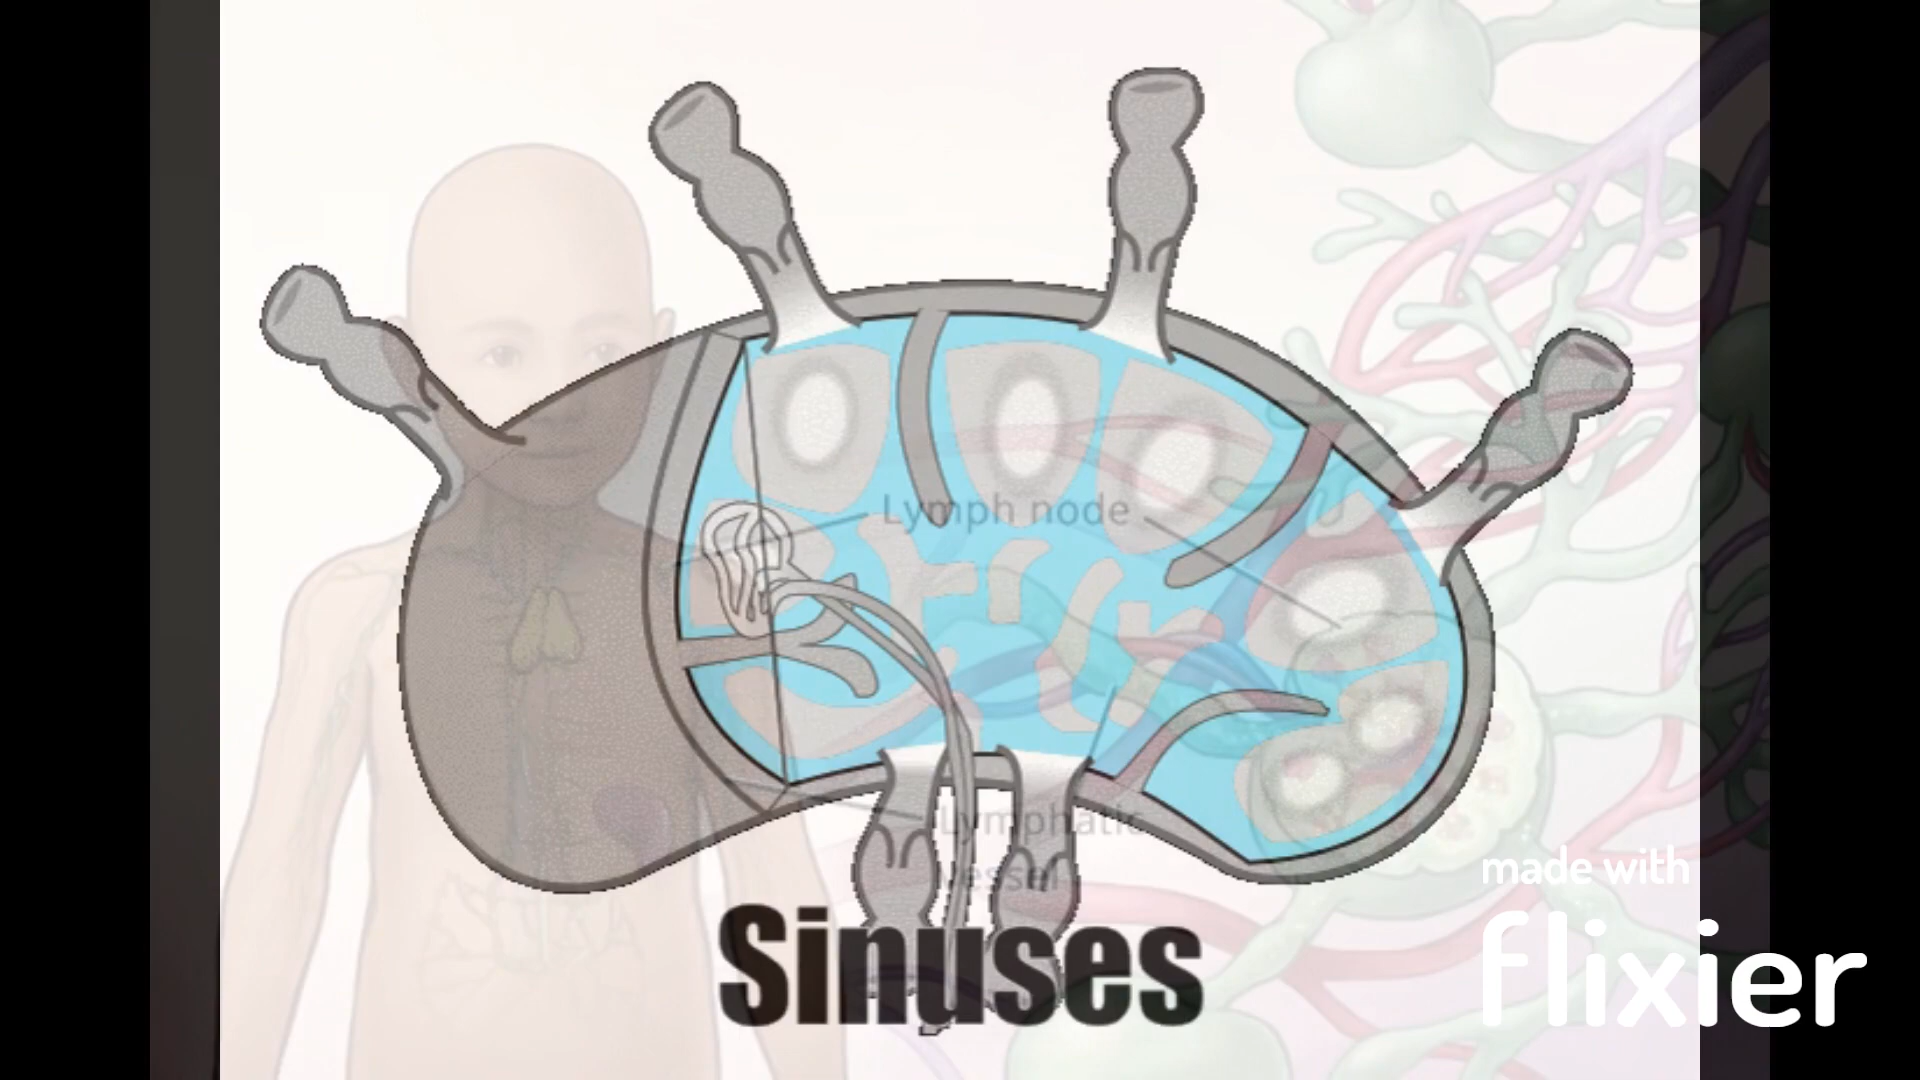 Lymph node
Lymphatic
Vessel
Sinuses
made with
flixier